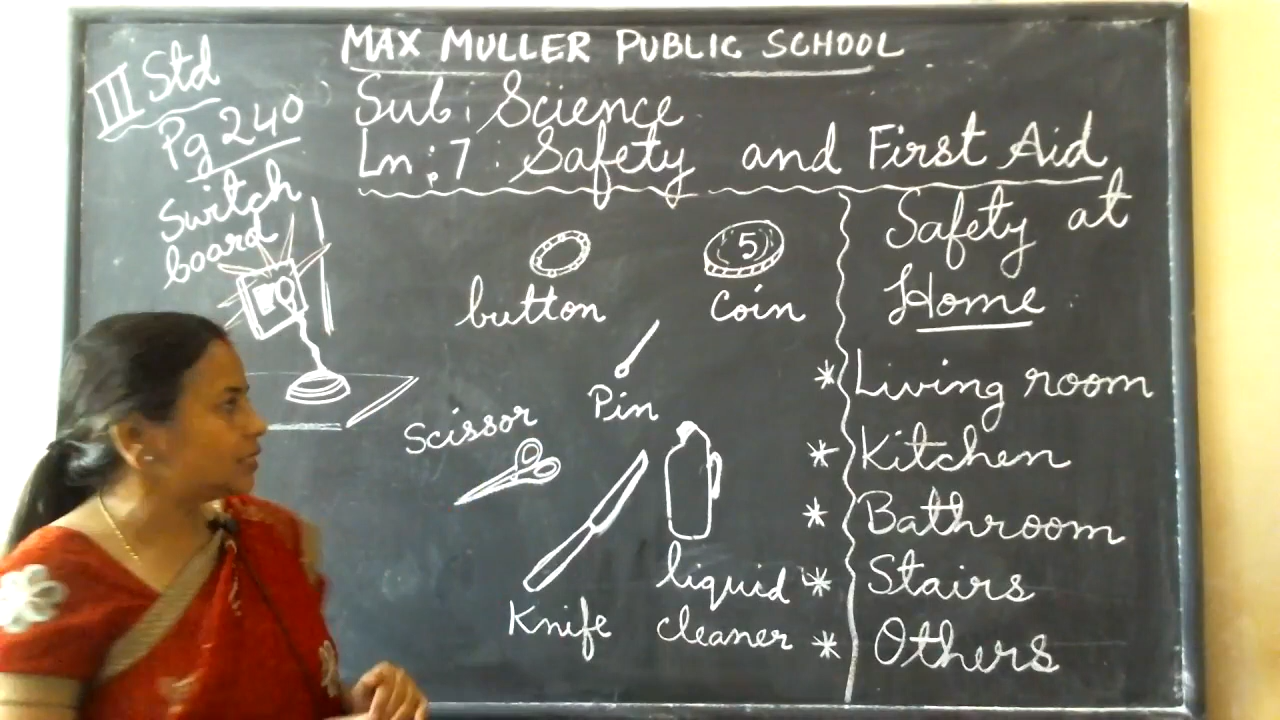 MAX MULLER PUBLIC SCHOOL
III Std
Pg 240
Sub: Science
Ln: 7: Safety and First Aid
Switch
board
button
5
coin
Pin
Scissor
Knife
liquid
cleaner
Safety at
Home
* Living room
* Kitchen
* Bathroom
* Stairs
* Others